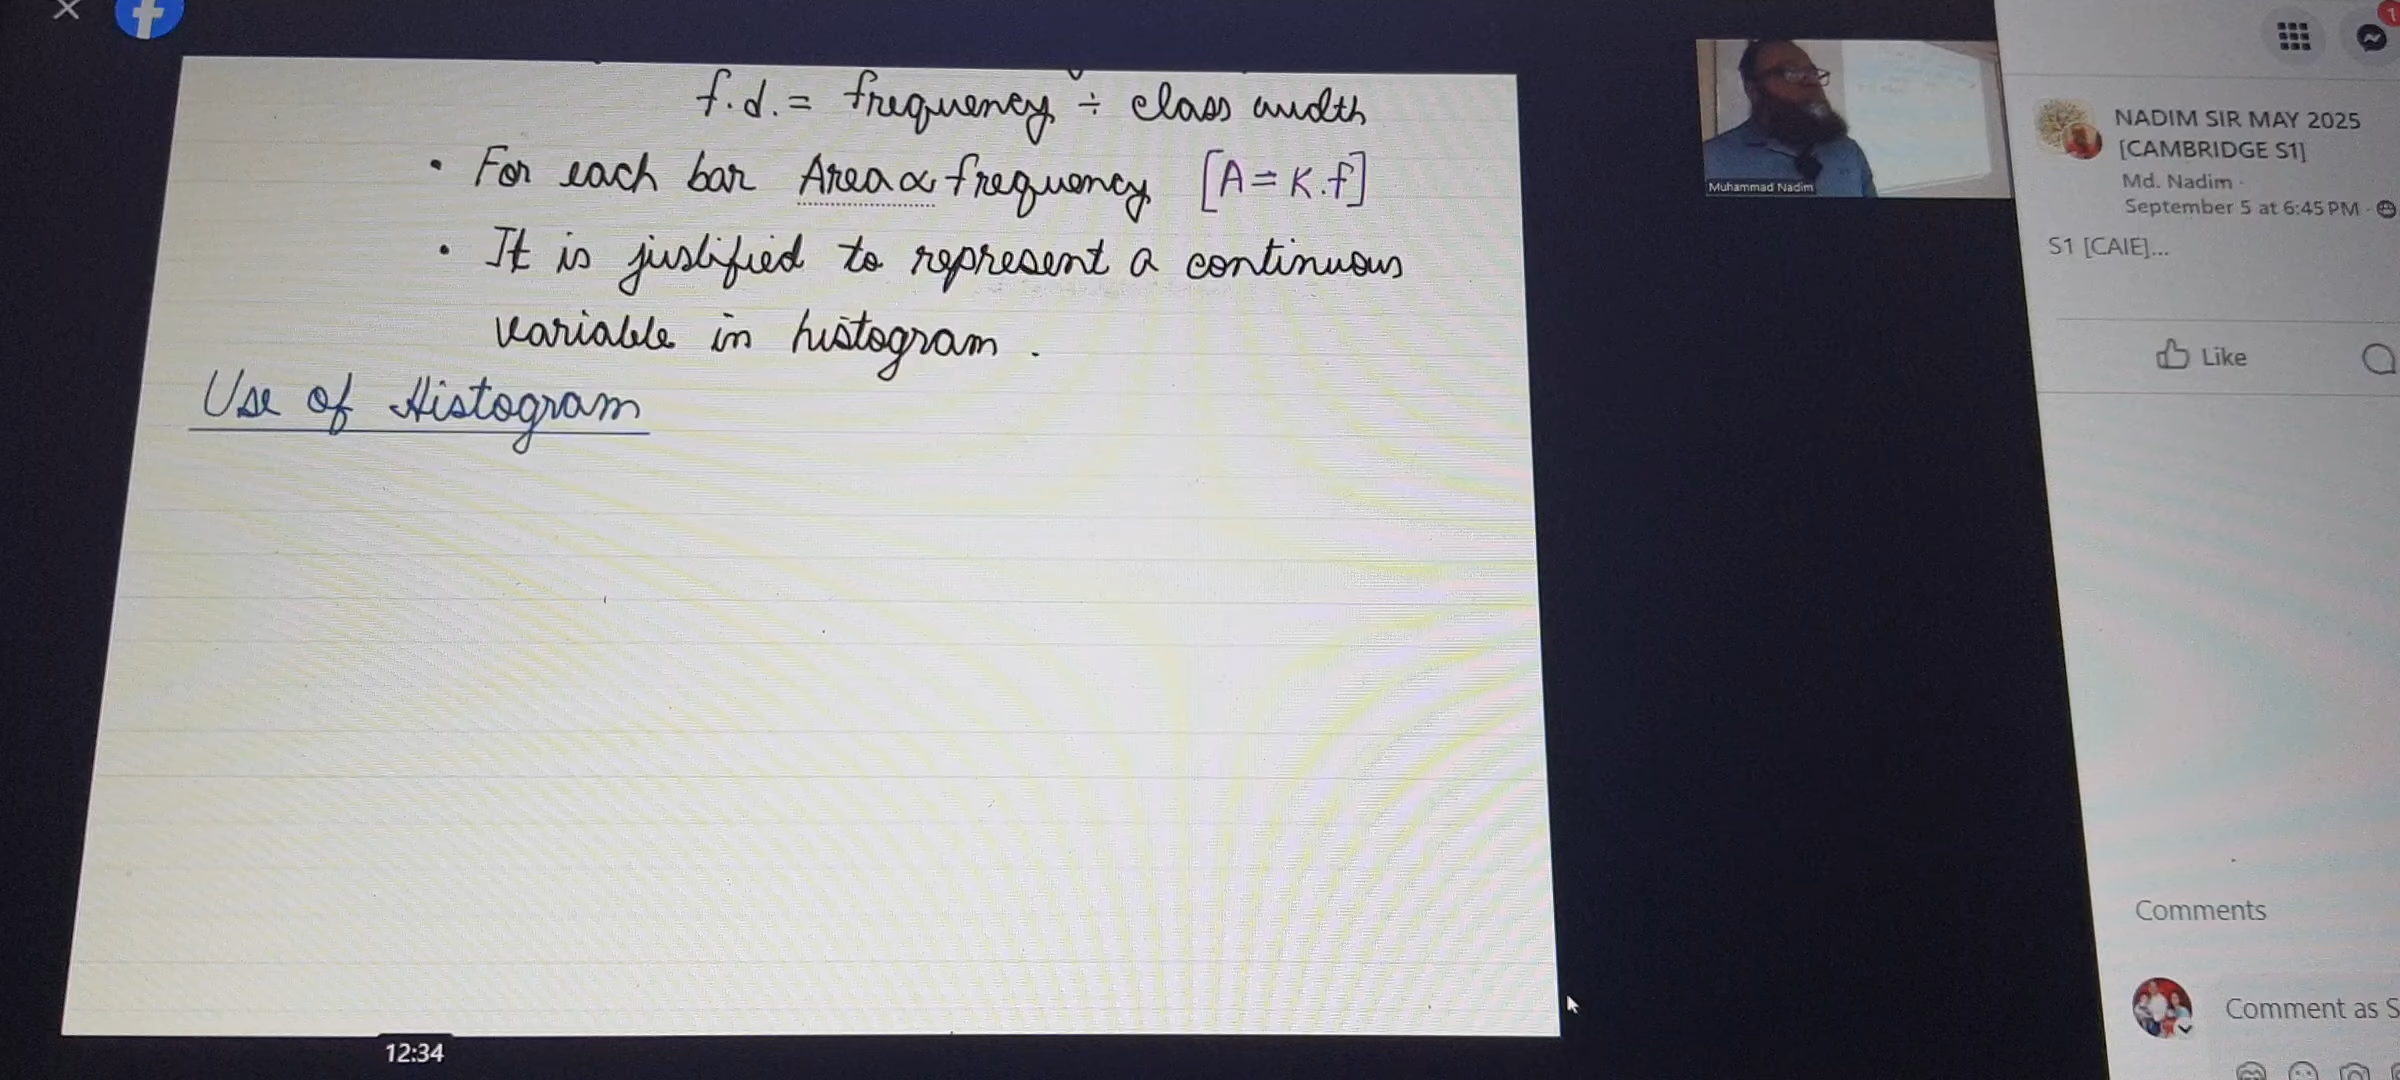 f.d. = frequency ÷ class width
• For each bar Area ∝ frequency [A = K.f]
• It is justified to represent a continuous
variable in histogram.
Use of Histogram
12:34
Muhammad Nadim
1
NADIM SIR MAY 2025
[CAMBRIDGE S1]
Md. Nadim ·
September 5 at 6:45 PM ·
S1 [CAIE]...
Like
Comments
Comment as S